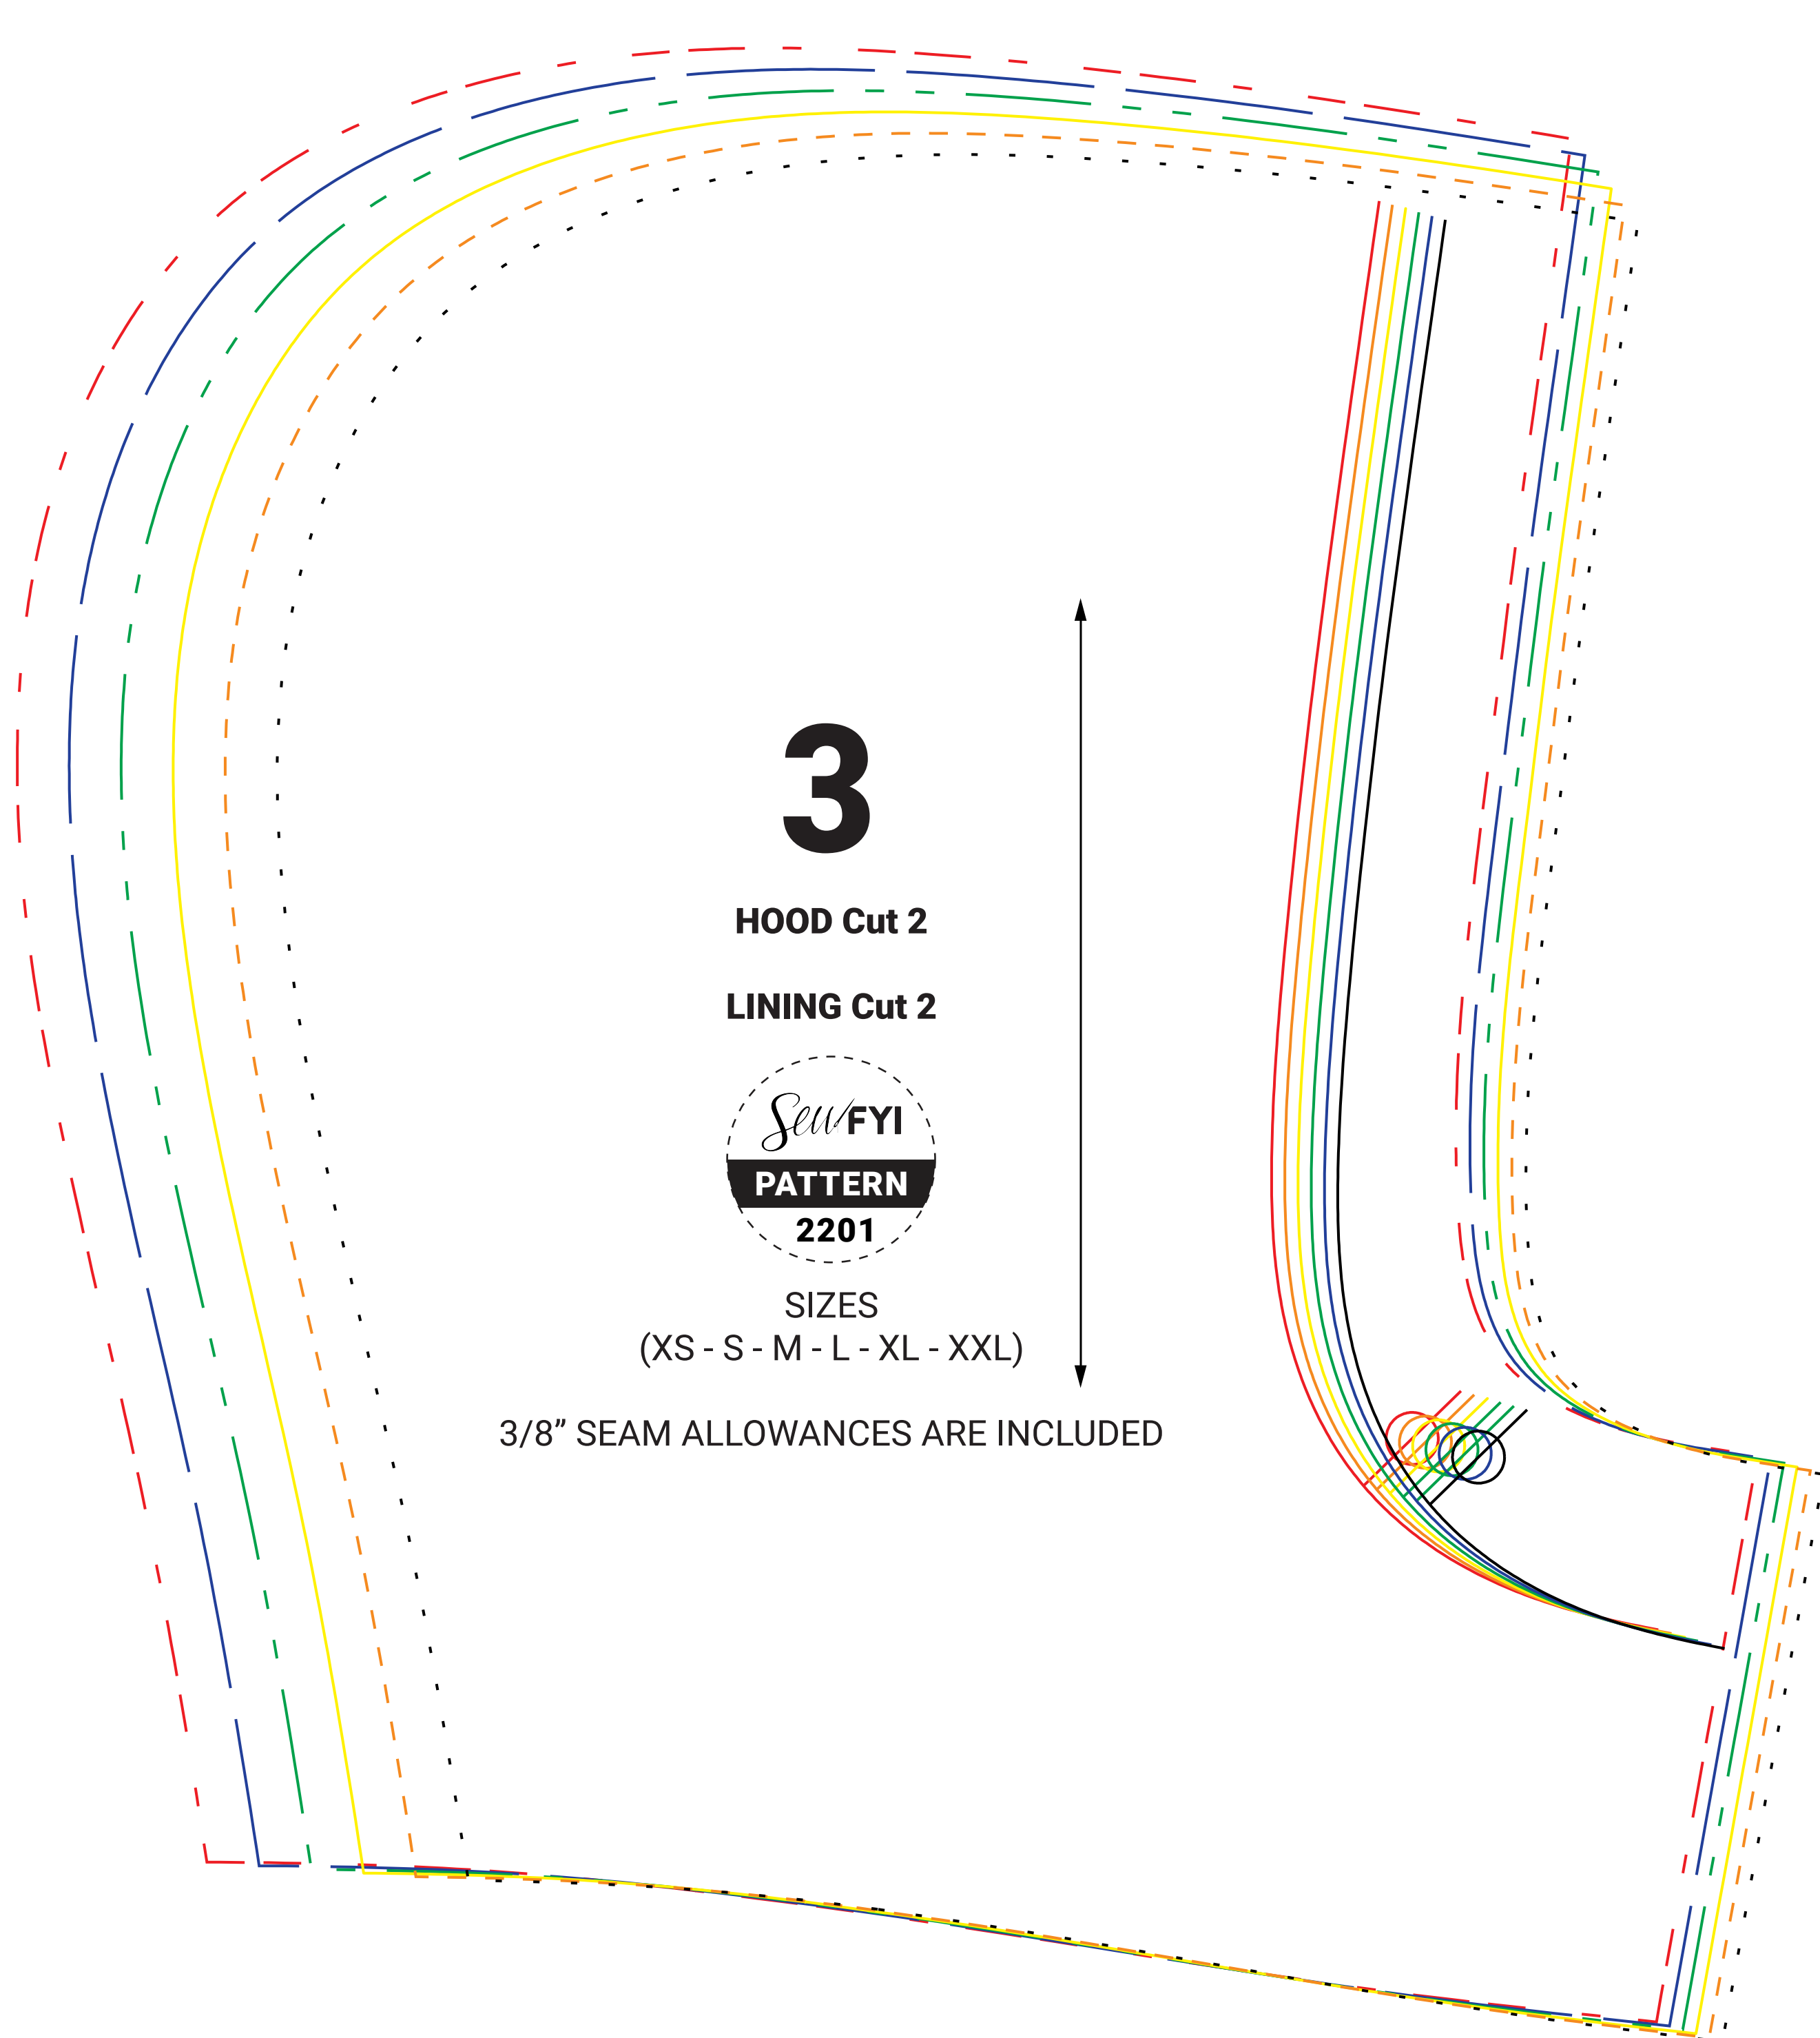 3
HOOD Cut 2
LINING Cut 2
Sew FYI
PATTERN
2201
SIZES
(XS - S - M - L - XL - XXL)
3/8” SEAM ALLOWANCES ARE INCLUDED